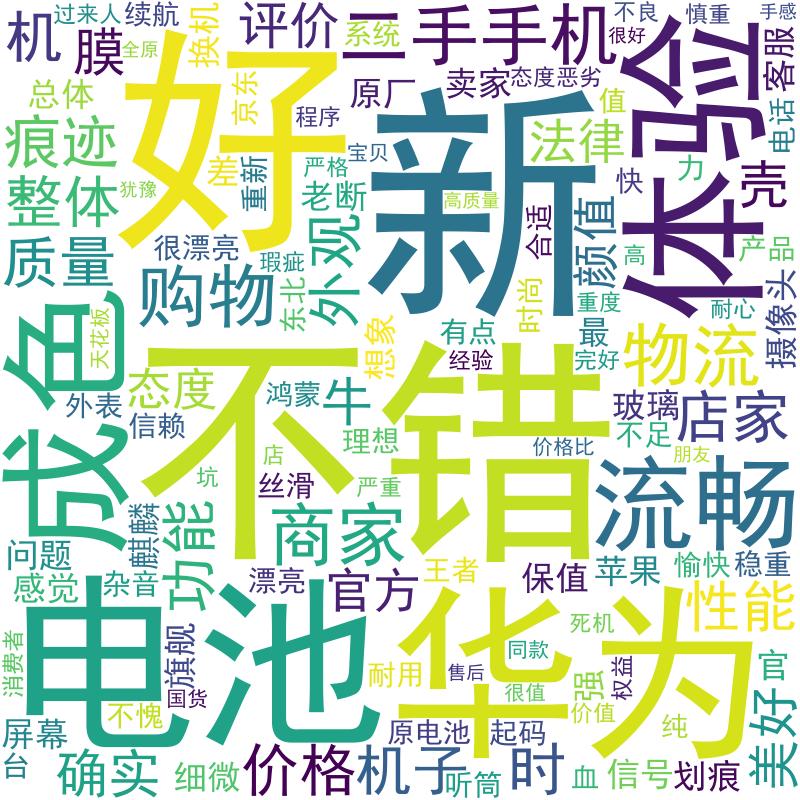 过来人
续航
评价
系统
二手手机
不良
慎重
手感
机
膜
全原
换机
京东
原厂
卖家
态度恶劣
很好
客服
体验
好
新
总体
程序
值
电话
痕迹
差
重新
严格
宝贝
法律
力
壳
整体
犹豫
老断
高质量
合适
快
颜值
质量
很漂亮
瑕疵
外观
高
产品
购物
东北
时尚
重度
耐心
摄像头
成色
天花板
想象
有点
最
物流
不错
态度
经验
完好
外表
信赖
鸿蒙
牛
玻璃
店家
理想
价格比
不足
朋友
坑
店
流畅
丝滑
严重
麒麟
功能
商家
问题
感觉
杂音
漂亮
官方
王者
保值
苹果
愉快
稳重
电池
华为
性能
死机
消费者
旗舰
国货
耐用
售后
同款
很值
强
权益
官
不愧
价值
纯
美好
屏幕
原电池
起码
台
确实
细微
价格
机子
听筒
时
血
信号
划痕